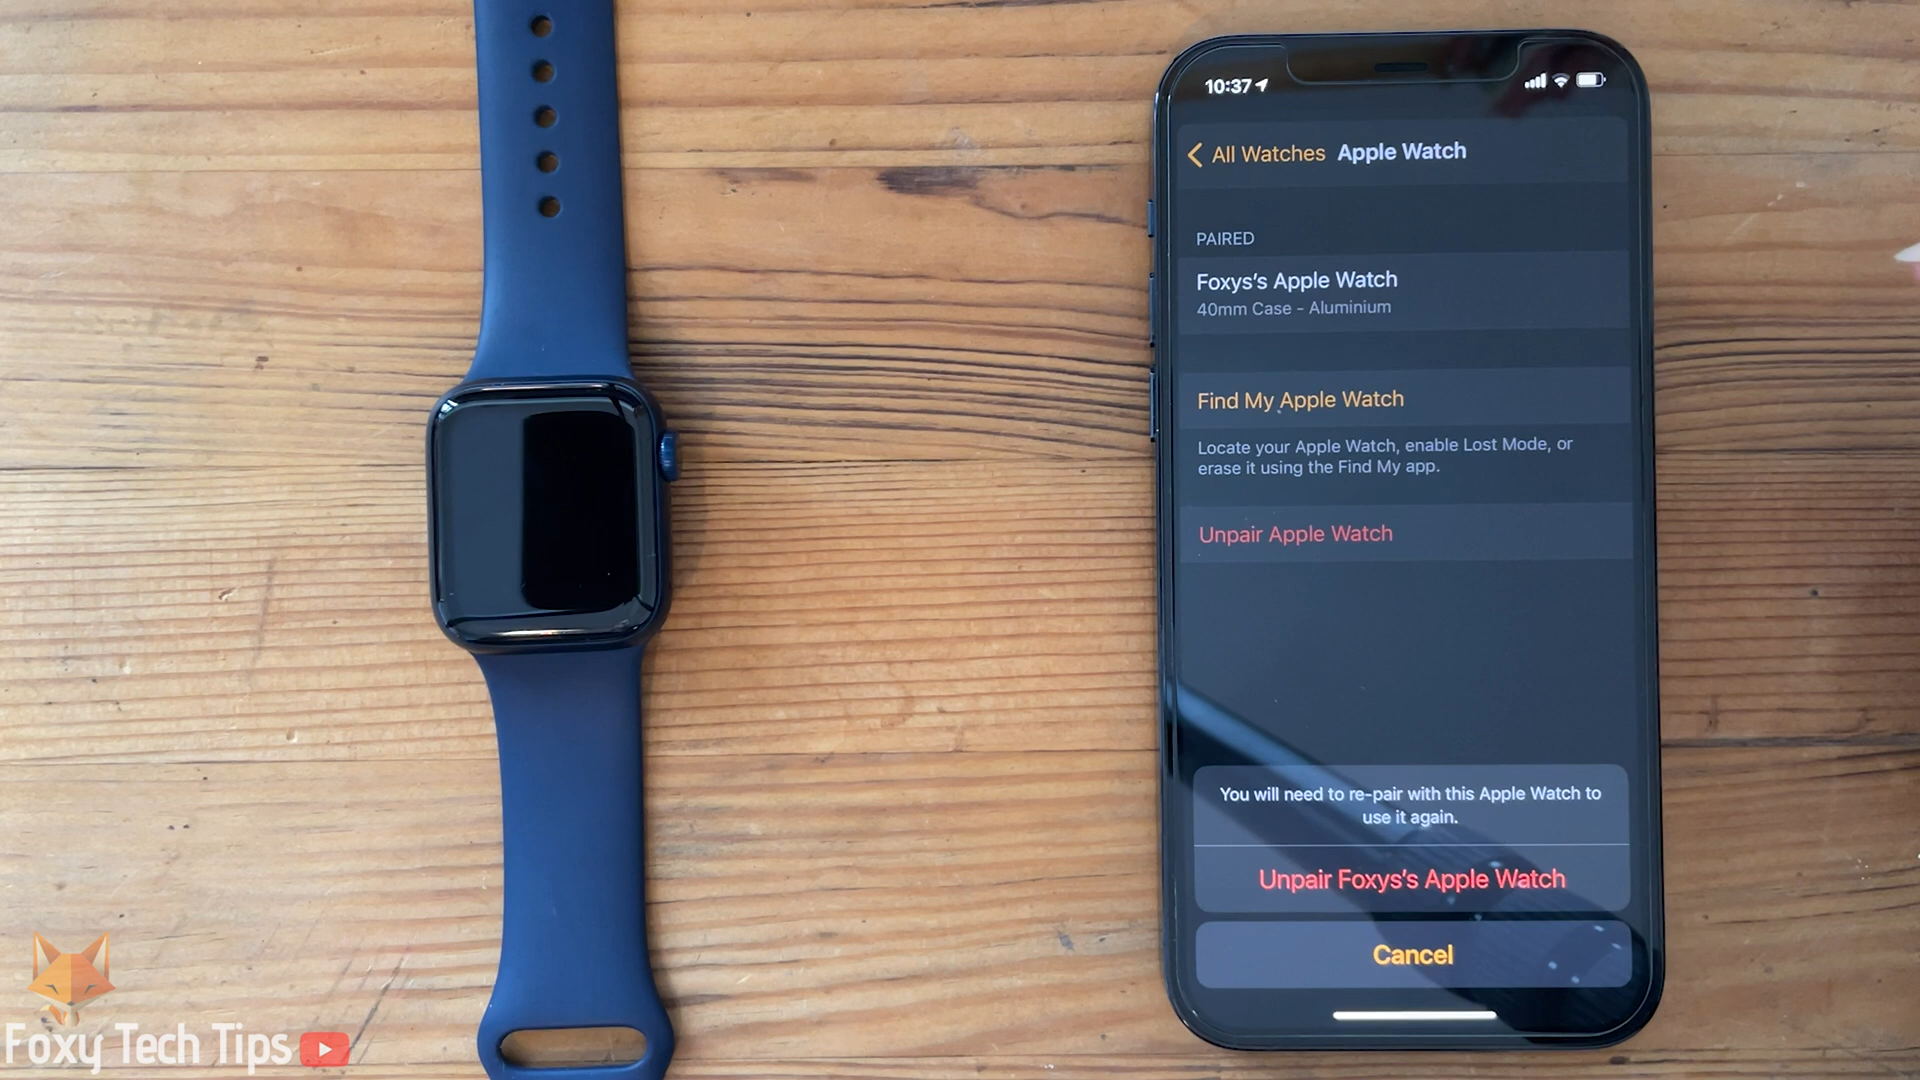 10:37
All Watches Apple Watch
PAIRED
Foxys's Apple Watch
40mm Case - Aluminium
Find My Apple Watch
Locate your Apple Watch, enable Lost Mode, or
erase it using the Find My app.
Unpair Apple Watch
You will need to re-pair with this Apple Watch to
use it again.
Unpair Foxys's Apple Watch
Cancel
Foxy Tech Tips